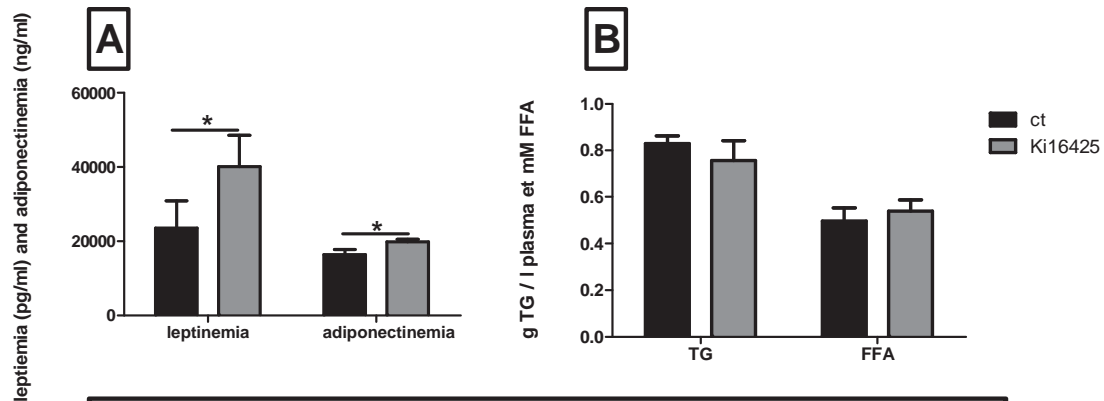 A
leptiemia (pg/ml) and adiponectinemia (ng/ml)
60000
40000
20000
0
*
*
leptinemia
adiponectinemia
B
g TG / l plasma et mM FFA
1.0
0.8
0.6
0.4
0.2
0.0
TG
FFA
ct
Ki16425